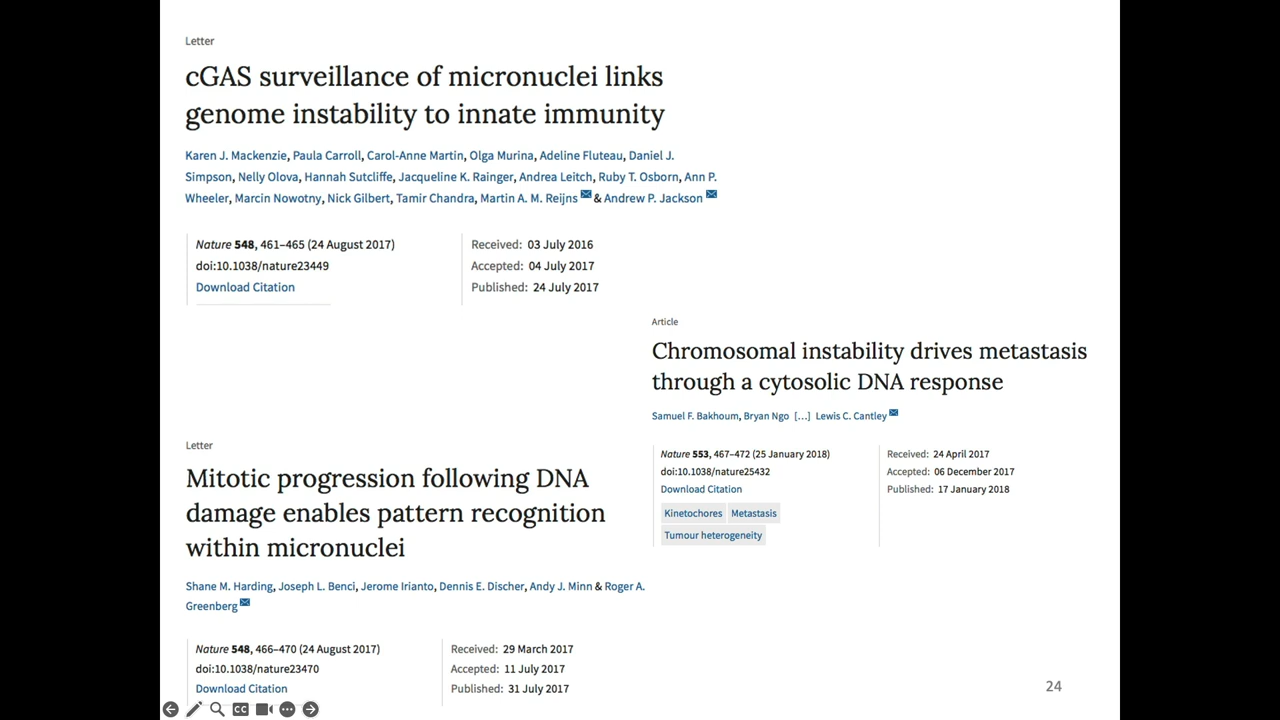 Letter
cGAS surveillance of micronuclei links
genome instability to innate immunity
Karen J. Mackenzie, Paula Carroll, Carol-Anne Martin, Olga Murina, Adeline Fluteau, Daniel J.
Simpson, Nelly Olova, Hannah Sutcliffe, Jacqueline K. Rainger, Andrea Leitch, Ruby T. Osborn, Ann P.
Wheeler, Marcin Nowotny, Nick Gilbert, Tamir Chandra, Martin A. M. Reijns & Andrew P. Jackson
Nature 548, 461–465 (24 August 2017)
doi:10.1038/nature23449
Download Citation
Received: 03 July 2016
Accepted: 04 July 2017
Published: 24 July 2017
Article
Chromosomal instability drives metastasis
through a cytosolic DNA response
Samuel F. Bakhoum, Bryan Ngo […] Lewis C. Cantley
Nature 553, 467–472 (25 January 2018)
doi:10.1038/nature25432
Download Citation
Kinetochores Metastasis
Tumour heterogeneity
Received: 24 April 2017
Accepted: 06 December 2017
Published: 17 January 2018
Letter
Mitotic progression following DNA
damage enables pattern recognition
within micronuclei
Shane M. Harding, Joseph L. Benci, Jerome Irianto, Dennis E. Discher, Andy J. Minn & Roger A.
Greenberg
Nature 548, 466–470 (24 August 2017)
doi:10.1038/nature23470
Download Citation
Received: 29 March 2017
Accepted: 11 July 2017
Published: 31 July 2017
24
CC